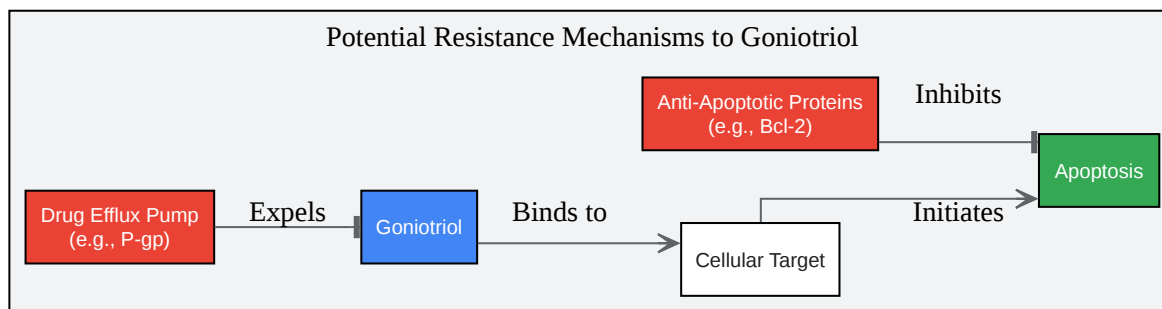 Potential Resistance Mechanisms to Goniotriol
Anti-Apoptotic Proteins
(e.g., Bcl-2)
Inhibits
Apoptosis
Drug Efflux Pump
(e.g., P-gp)
Expels
Goniotriol
Binds to
Cellular Target
Initiates